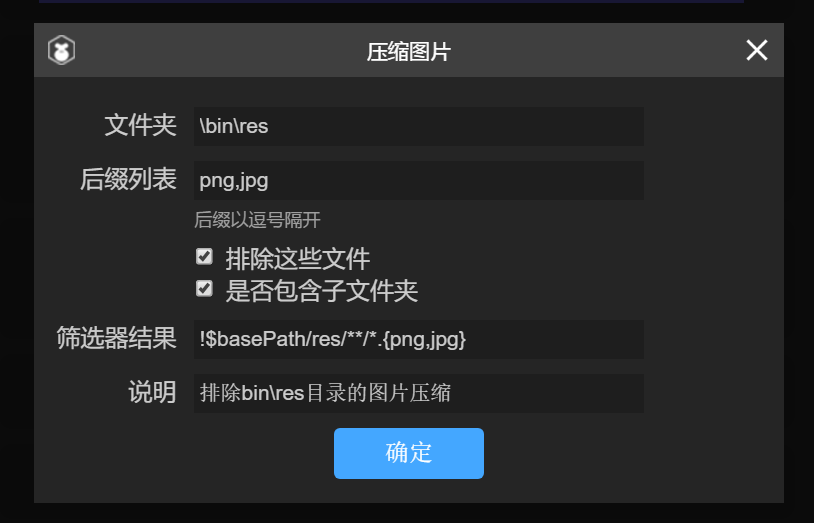 压缩图片
文件夹 \bin\res
后缀列表 png,jpg
后缀以逗号隔开
排除这些文件
是否包含子文件夹
筛选器结果 !$basePath/res/**/*.{png,jpg}
说明 排除bin\res目录的图片压缩
确定